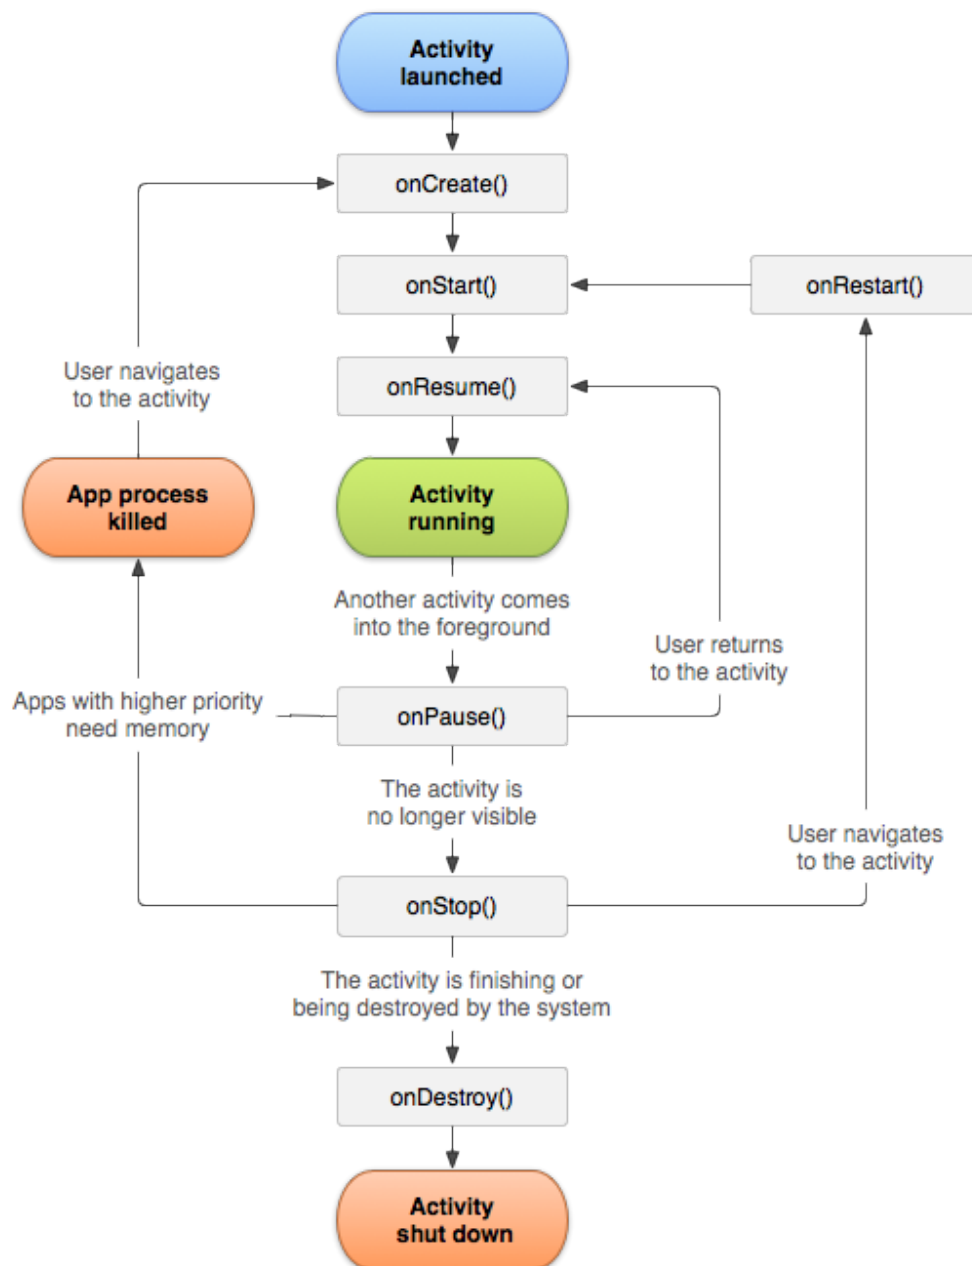 Activity
launched
onCreate()
onStart()
onRestart()
User navigates
to the activity
onResume()
App process
killed
Activity
running
Another activity comes
into the foreground
User returns
to the activity
Apps with higher priority
need memory
onPause()
The activity is
no longer visible
User navigates
to the activity
onStop()
The activity is finishing or
being destroyed by the system
onDestroy()
Activity
shut down